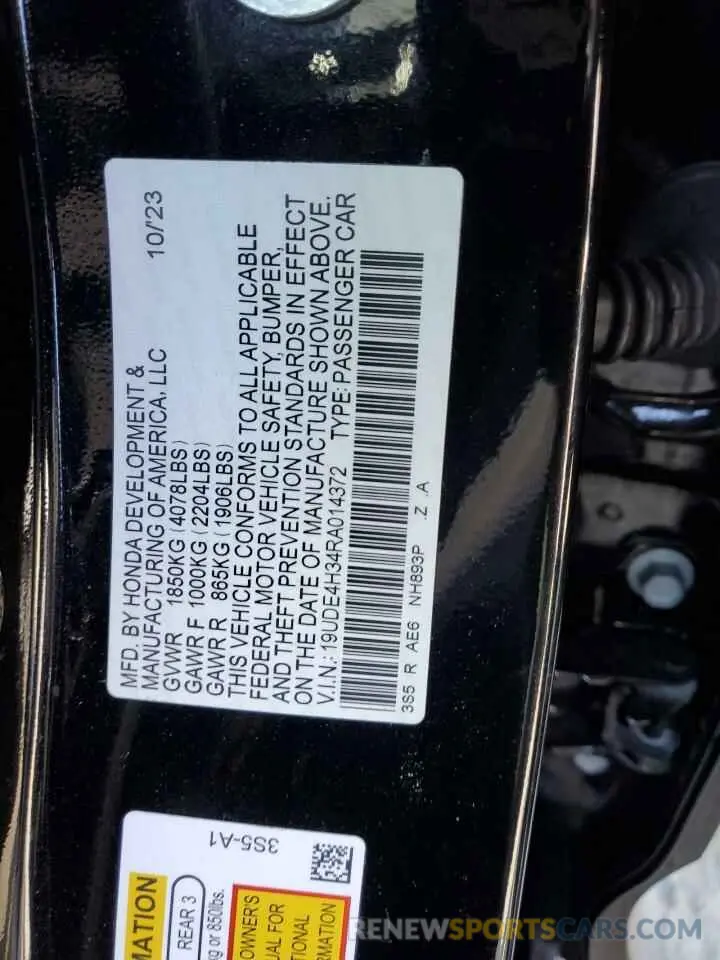 MFD. BY HONDA DEVELOPMENT &
MANUFACTURING OF AMERICA, LLC 10/'23
GVWR 1850KG (4078LBS)
GAWR F 1000KG (2204LBS)
GAWR R 865KG (1906LBS)
THIS VEHICLE CONFORMS TO ALL APPLICABLE
FEDERAL MOTOR VEHICLE SAFETY, BUMPER,
AND THEFT PREVENTION STANDARDS IN EFFECT
ON THE DATE OF MANUFACTURE SHOWN ABOVE.
V.I.N.: 19UDE4H34RA014372 TYPE: PASSENGER CAR
3S5 R AE6 NH893P .Z .A
3S5-A1
MATION
REAR 3
kg or 850lbs.
OWNER'S
UAL FOR
TIONAL
RMATION
RENEWSPORTSCARS.COM